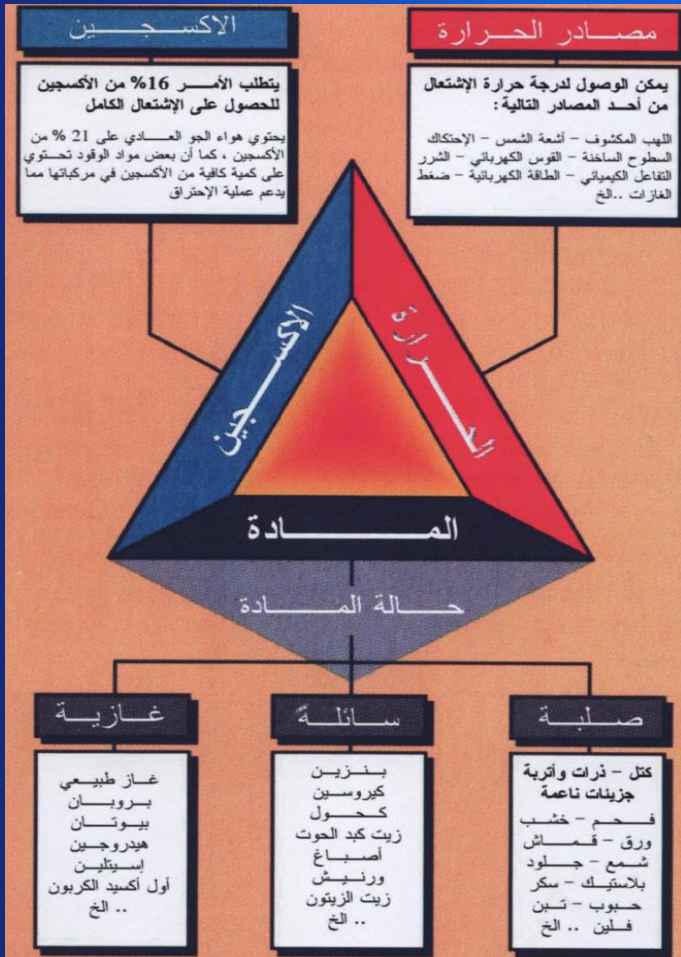 مصادر الحرارة
يمكن الوصول لدرجة حرارة الإشتعال
من أحد المصادر التالية :
اللهب المكشوف – أشعة الشمس – الإحتكاك
السطوح الساخنة – القوس الكهربائي – الشرر
التفاعل الكيميائي – الطاقة الكهربائية – ضغط
الغازات ..الخ
الاكسجين
يتطلب الأمر 16% من الأكسجين
للحصول على الإشتعال الكامل
يحتوي هواء الجو العادي على 21 % من
الأكسجين ، كما أن بعض مواد الوقود تحتوي
على كمية كافية من الأكسجين في مركباتها مما
يدعم عملية الإحتراق
الحرارة
الاكسجين
المادة
حالة المادة
صلبة
كتل – ذرات وأتربة
جزيئات ناعمة
فحم – خشب
ورق – قماش
شمع – جلود
بلاستيك – سكر
حبوب – تبن
فلين .. الخ
سائلة
بنزين
كيروسين
كحول
زيت كبد الحوت
أصباغ
ورنيش
زيت الزيتون
.. الخ
غازية
غاز طبيعي
بروبان
بيوتان
هيدروجين
إسيتلين
أول أكسيد الكربون
.. الخ